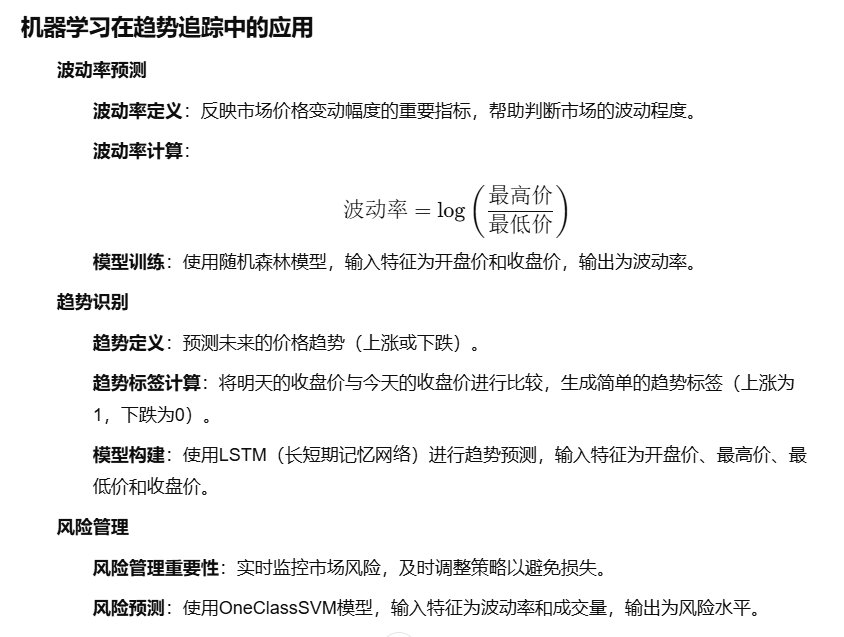 机器学习在趋势追踪中的应用
波动率预测
波动率定义：反映市场价格变动幅度的重要指标，帮助判断市场的波动程度。
波动率计算：
波动率 = log(最高价/最低价)
模型训练：使用随机森林模型，输入特征为开盘价和收盘价，输出为波动率。
趋势识别
趋势定义：预测未来的价格趋势（上涨或下跌）。
趋势标签计算：将明天的收盘价与今天的收盘价进行比较，生成简单的趋势标签（上涨为
1，下跌为0）。
模型构建：使用LSTM（长短期记忆网络）进行趋势预测，输入特征为开盘价、最高价、最
低价和收盘价。
风险管理
风险管理重要性：实时监控市场风险，及时调整策略以避免损失。
风险预测：使用OneClassSVM模型，输入特征为波动率和成交量，输出为风险水平。